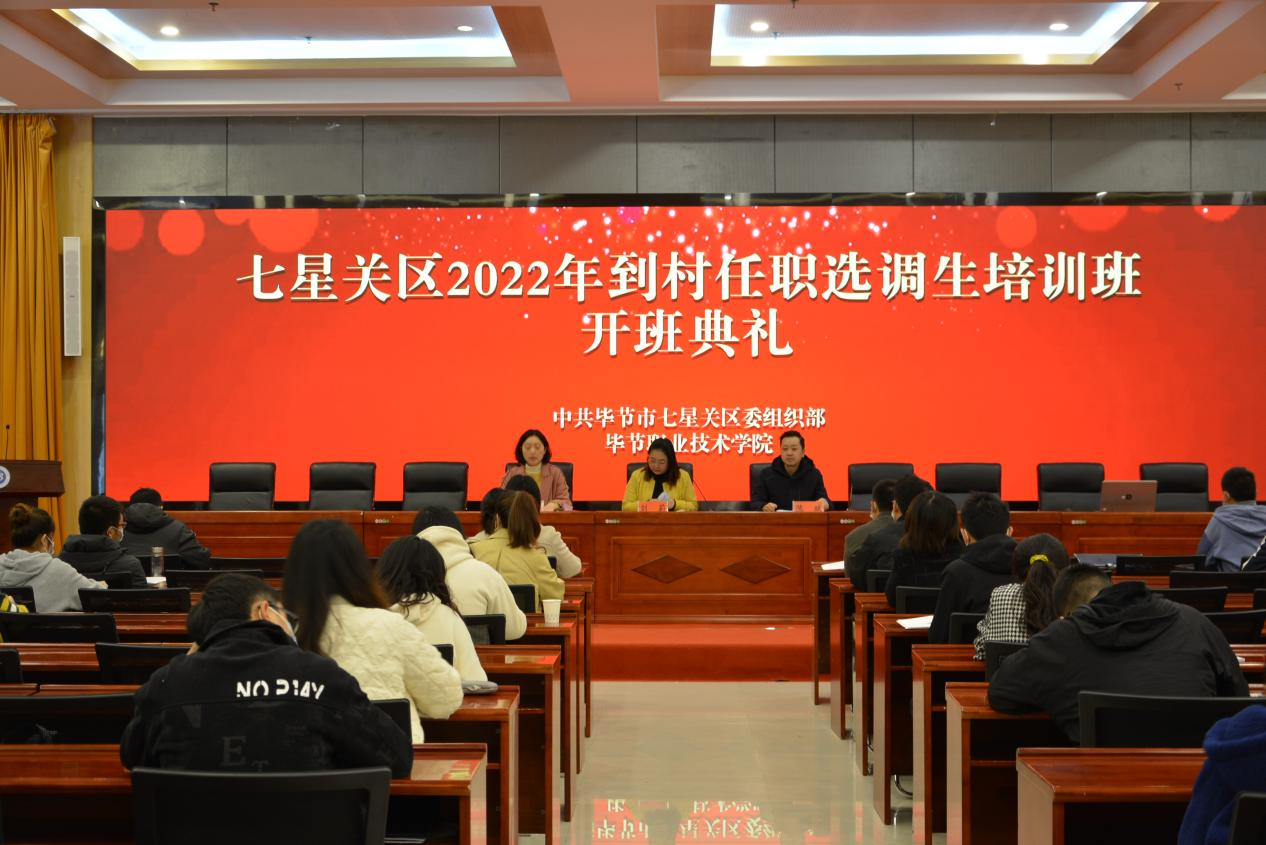 七星关区2022年到村任职选调生培训班
开班典礼
中共毕节市七星关区委组织部
毕节职业技术学院
NO